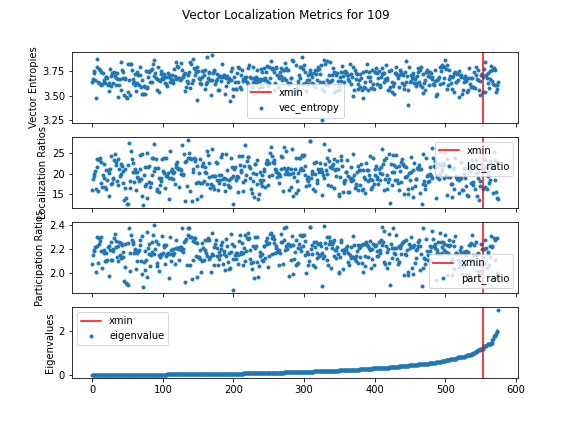 Vector Localization Metrics for 109
Vector Entropies
3.75
3.50
3.25
xmin
vec_entropy
Localization Ratios
25
20
15
xmin
loc_ratio
Participation Ratios
2.4
2.2
2.0
xmin
part_ratio
Eigenvalues
2
0
xmin
eigenvalue
0 100 200 300 400 500 600